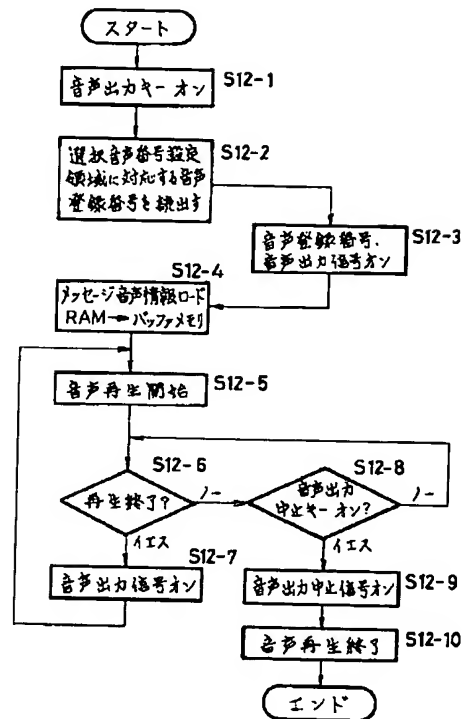 スタート
音声出力キーオン
S12-1
選択音声番号設定
領域に対応する音声
登録番号を読出す
S12-2
音声登録番号、
音声出力信号オン
S12-3
S12-4
メッセージ音声情報ロード
RAM→バッファメモリ
音声再生開始
S12-5
S12-6
再生終了?
ノー
イエス
S12-8
音声出力
中止キーオン?
ノー
イエス
S12-7
音声出力信号オン
音声出力中止信号オン
S12-9
音声再生終了
S12-10
エンド